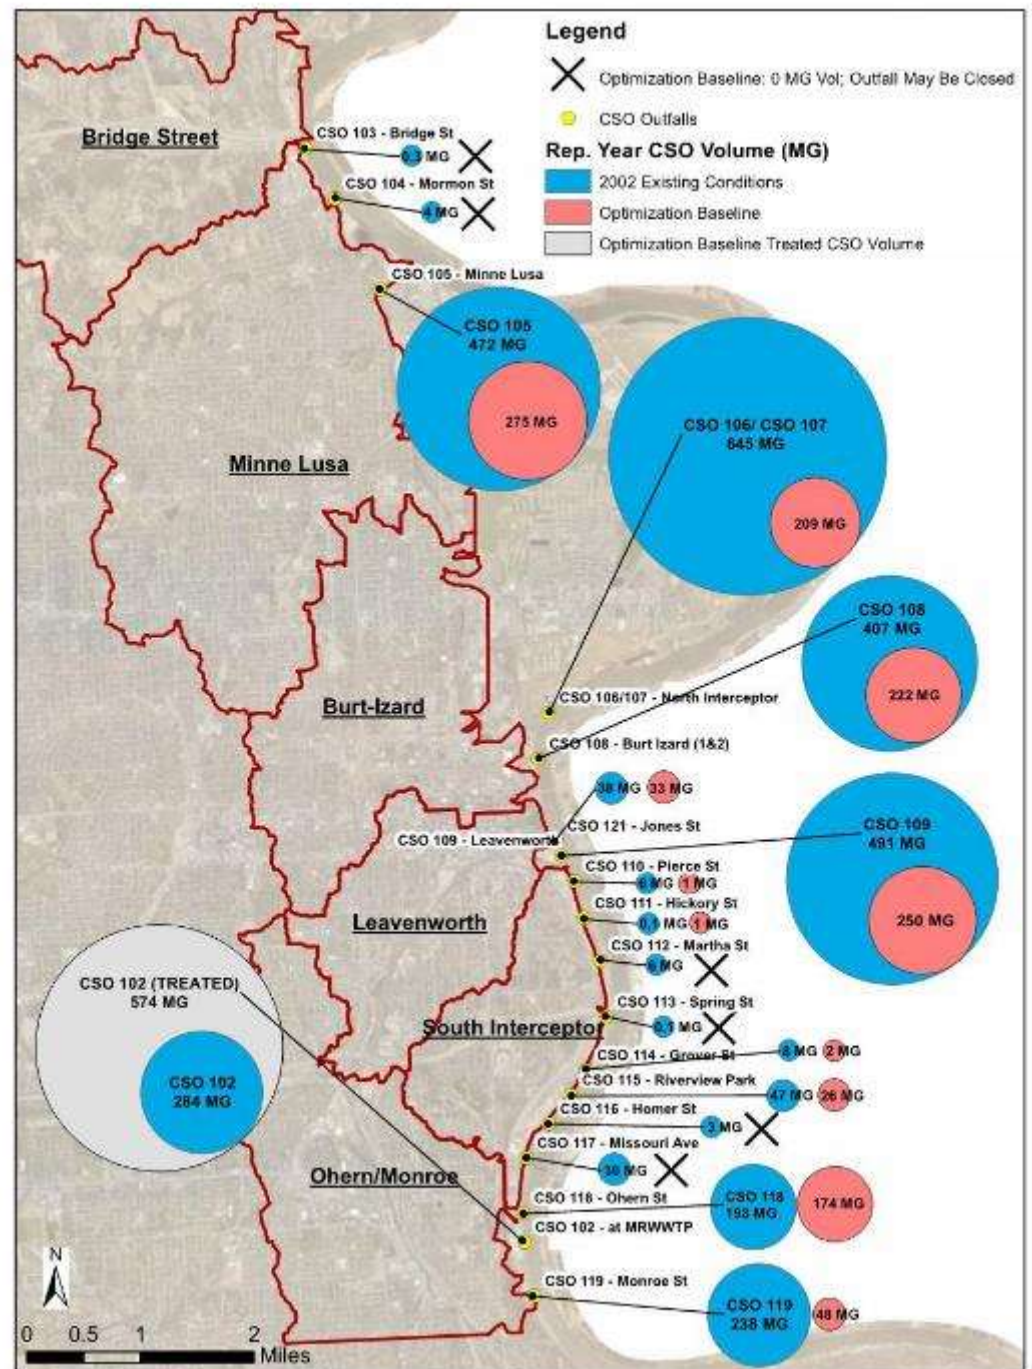 Legend
Optimization Baseline: 0 MG Vol; Outfall May Be Closed
CSO Outfalls
Rep. Year CSO Volume (MG)
2002 Existing Conditions
Optimization Baseline
Optimization Baseline Treated CSO Volume
Bridge Street
CSO 103 - Bridge St
MG
CSO 104 - Mormon St
4 MG
CSO 105 - Minne Lusa
CSO 105
472 MG
275 MG
CSO 106/ CSO 107
MG
209 MG
Minne Lusa
CSO 108
407 MG
222 MG
Burt-Izard
CSO 106/107 - North Interceptor
CSO 108 - Burt Izard (1&2)
38 MG
33 MG
CSO 121 - Jones St
CSO 109 - Leavenworth
CSO 109
491 MG
250 MG
CSO 110 - Pierce St
MG
1 MG
CSO 111 - Hickory St
0.1 MG
1 MG
Leavenworth
CSO 112 - Martha St
MG
CSO 102 (TREATED)
574 MG
CSO 102
284 MG
CSO 113 - Spring St
0.1 MG
South Interceptor
CSO 114 - Grover St
8 MG
2 MG
CSO 115 - Riverview Park
47 MG
26 MG
CSO 116 - Homer St
3 MG
CSO 117 - Missouri Ave
MG
Ohern/Monroe
CSO 118 - Ohern St
CSO 118
193 MG
174 MG
CSO 102 - at MRWWTP
CSO 119 - Monroe St
CSO 119
238 MG
48 MG
N
0 0.5 1 2
Miles